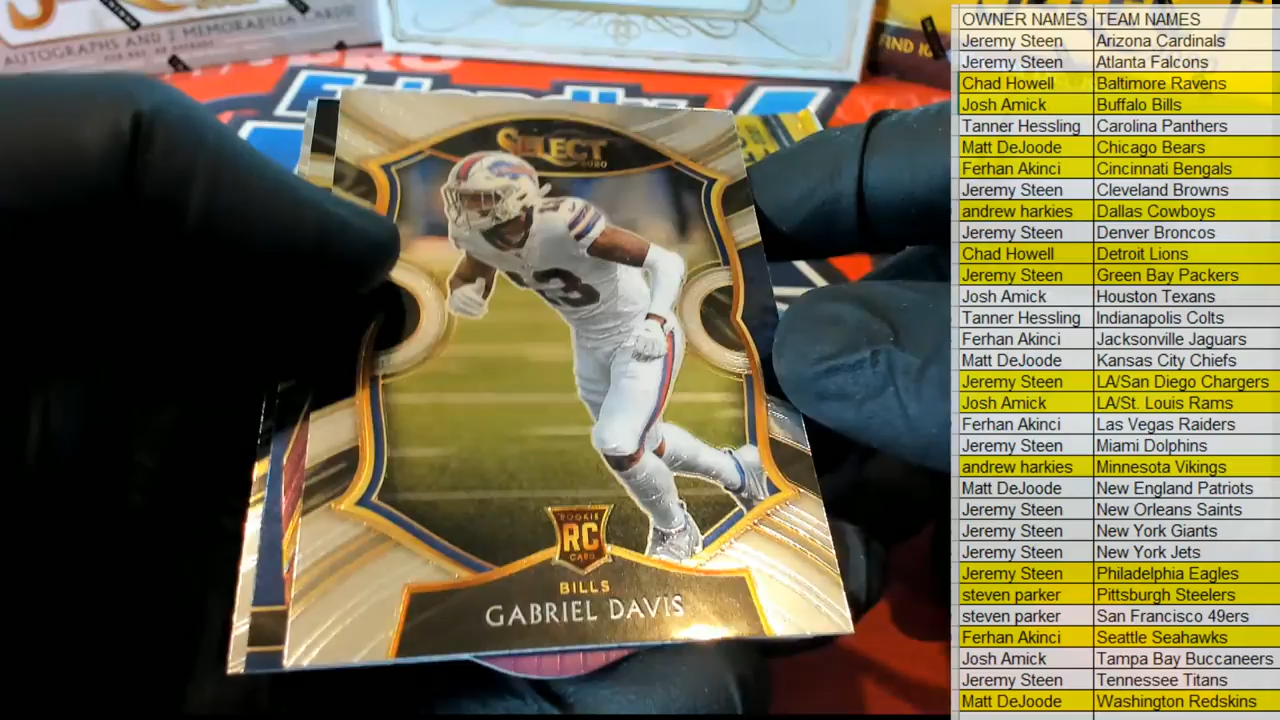 AUTOGRAPHS AND 2 MEMORABILIA CARDS
FIND 10
SELECT
2020
13
ROOKIE
RC
CARD
BILLS
GABRIEL DAVIS
OWNER NAMES TEAM NAMES
Jeremy Steen Arizona Cardinals
Jeremy Steen Atlanta Falcons
Chad Howell Baltimore Ravens
Josh Amick Buffalo Bills
Tanner Hessling Carolina Panthers
Matt DeJoode Chicago Bears
Ferhan Akinci Cincinnati Bengals
Jeremy Steen Cleveland Browns
andrew harkies Dallas Cowboys
Jeremy Steen Denver Broncos
Chad Howell Detroit Lions
Jeremy Steen Green Bay Packers
Josh Amick Houston Texans
Tanner Hessling Indianapolis Colts
Ferhan Akinci Jacksonville Jaguars
Matt DeJoode Kansas City Chiefs
Jeremy Steen LA/San Diego Chargers
Josh Amick LA/St. Louis Rams
Ferhan Akinci Las Vegas Raiders
Jeremy Steen Miami Dolphins
andrew harkies Minnesota Vikings
Matt DeJoode New England Patriots
Jeremy Steen New Orleans Saints
Jeremy Steen New York Giants
Jeremy Steen New York Jets
Jeremy Steen Philadelphia Eagles
steven parker Pittsburgh Steelers
steven parker San Francisco 49ers
Ferhan Akinci Seattle Seahawks
Josh Amick Tampa Bay Buccaneers
Jeremy Steen Tennessee Titans
Matt DeJoode Washington Redskins